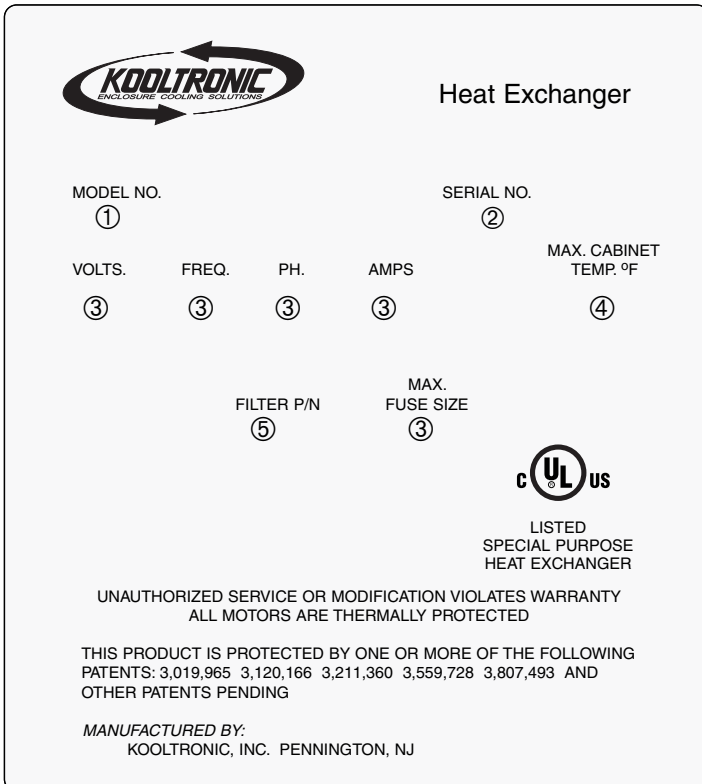 KOOLTRONIC
ENCLOSURE COOLING SOLUTIONS
Heat Exchanger
MODEL NO. SERIAL NO.
① ②
VOLTS. FREQ. PH. AMPS MAX. CABINET TEMP. ºF
③ ③ ③ ③ ④
FILTER P/N MAX. FUSE SIZE
⑤ ③
C UL® US
LISTED
SPECIAL PURPOSE
HEAT EXCHANGER
UNAUTHORIZED SERVICE OR MODIFICATION VIOLATES WARRANTY
ALL MOTORS ARE THERMALLY PROTECTED
THIS PRODUCT IS PROTECTED BY ONE OR MORE OF THE FOLLOWING
PATENTS: 3,019,965 3,120,166 3,211,360 3,559,728 3,807,493 AND
OTHER PATENTS PENDING
MANUFACTURED BY:
KOOLTRONIC, INC. PENNINGTON, NJ